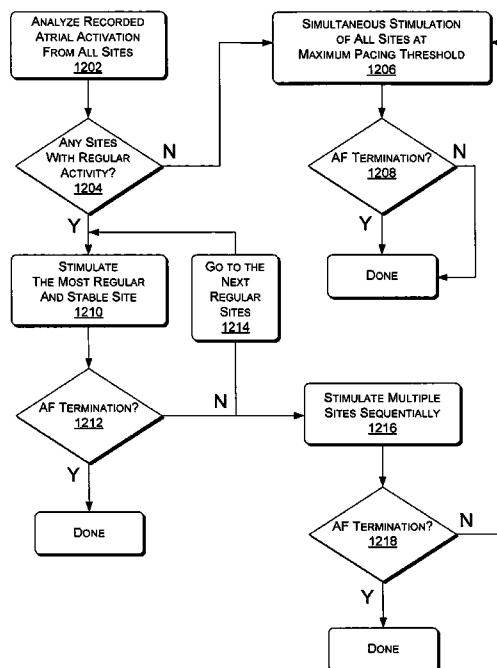 ANALYZE RECORDED
ATRIAL ACTIVATION
FROM ALL SITES
1202
SIMULTANEOUS STIMULATION
OF ALL SITES AT
MAXIMUM PACING THRESHOLD
1206
ANY SITES
WITH REGULAR
ACTIVITY?
1204
N
Y
AF TERMINATION?
1208
N
Y
DONE
STIMULATE
THE MOST REGULAR
AND STABLE SITE
1210
GO TO THE
NEXT
REGULAR
SITES
1214
AF TERMINATION?
1212
N
Y
DONE
STIMULATE MULTIPLE
SITES SEQUENTIALLY
1216
AF TERMINATION?
1218
N
Y
DONE